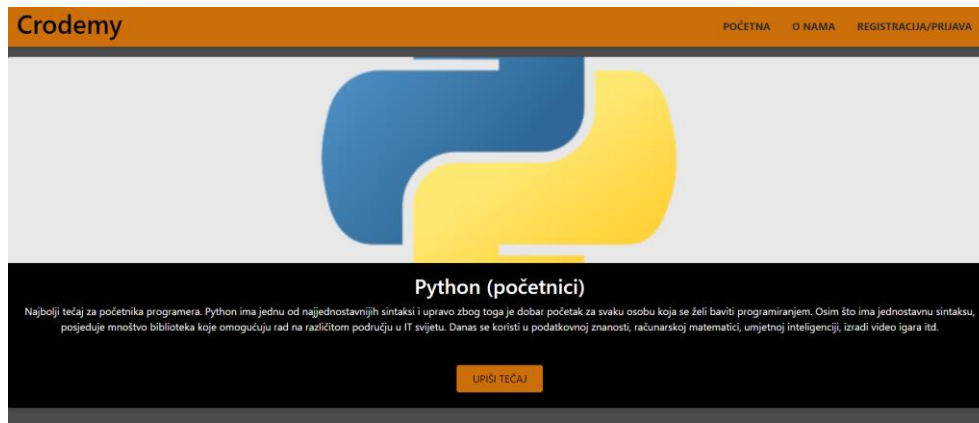 Crodemy
POČETNA O NAMA REGISTRACIJA/PRIJAVA
Python (početnici)
Najbolji tečaj za početnika programera. Python ima jednu od najjednostavnijih sintaksi i upravo zbog toga je dobar početak za svaku osobu koja se želi baviti programiranjem. Osim što ima jednostavnu sintaksu,
posjeduje mnoštvo biblioteka koje omogućuju rad na različitom području u IT svijetu. Danas se koristi u podatkovnoj znanosti, računarskoj matematici, umjetnoj inteligenciji, izradi video igara itd.
UPIŠI TEČAJ